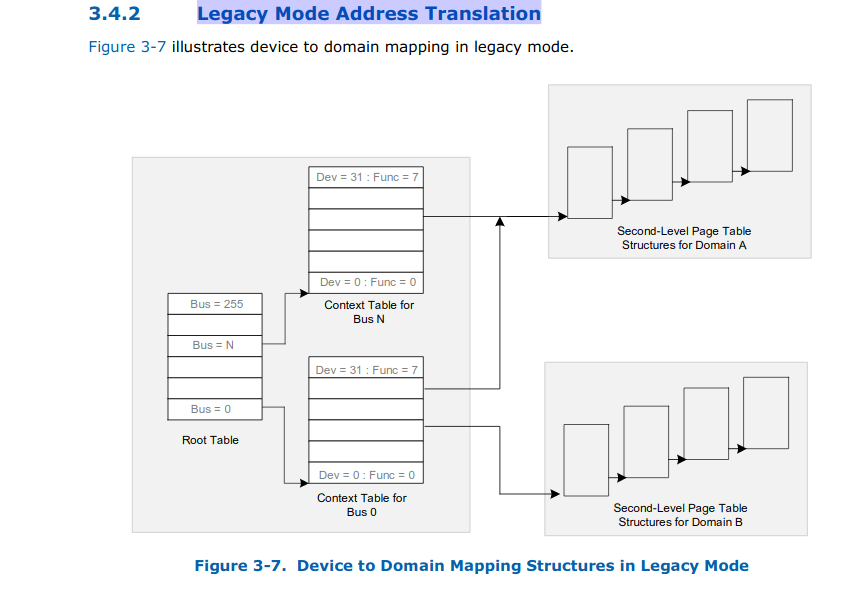 3.4.2 Legacy Mode Address Translation
Figure 3-7 illustrates device to domain mapping in legacy mode.
Dev = 31 : Func = 7
Dev = 0 : Func = 0
Context Table for
Bus N
Bus = 255
Bus = N
Bus = 0
Root Table
Dev = 31 : Func = 7
Dev = 0 : Func = 0
Context Table for
Bus 0
Second-Level Page Table
Structures for Domain A
Second-Level Page Table
Structures for Domain B
Figure 3-7. Device to Domain Mapping Structures in Legacy Mode